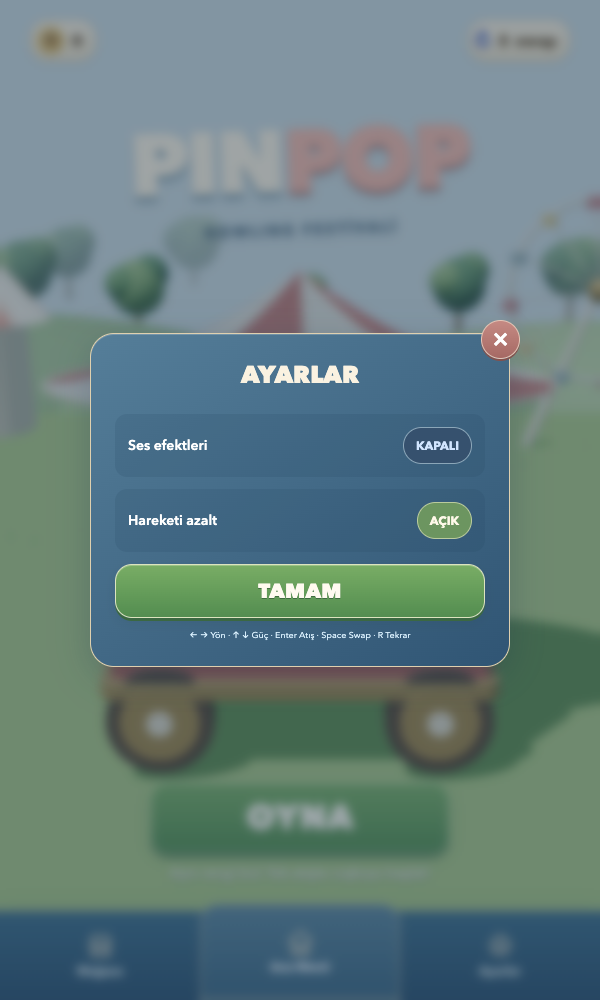 PINPOP
AYARLAR
Ses efektleri
KAPALI
Hareketi azalt
AÇIK
TAMAM
← → Yön · ↑ ↓ Güç · Enter Atış · Space Swap · R Tekrar
OYNA